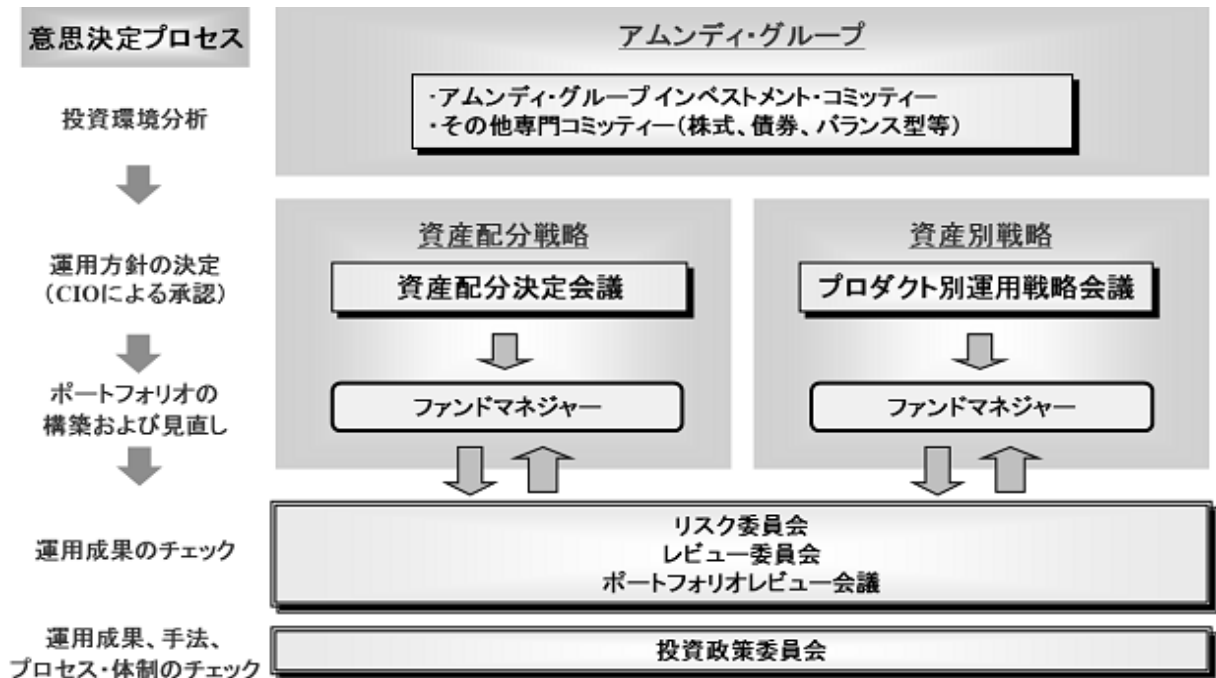 意思決定プロセス
アムンディ・グループ
投資環境分析
・アムンディ・グループ インベストメント・コミッティー
・その他専門コミッティー（株式、債券、バランス型等）
資産配分戦略
資産別戦略
運用方針の決定
（CIOによる承認）
資産配分決定会議
プロダクト別運用戦略会議
ポートフォリオの
構築および見直し
ファンドマネジャー
ファンドマネジャー
運用成果のチェック
リスク委員会
レビュー委員会
ポートフォリオレビュー会議
運用成果、手法、
プロセス・体制のチェック
投資政策委員会